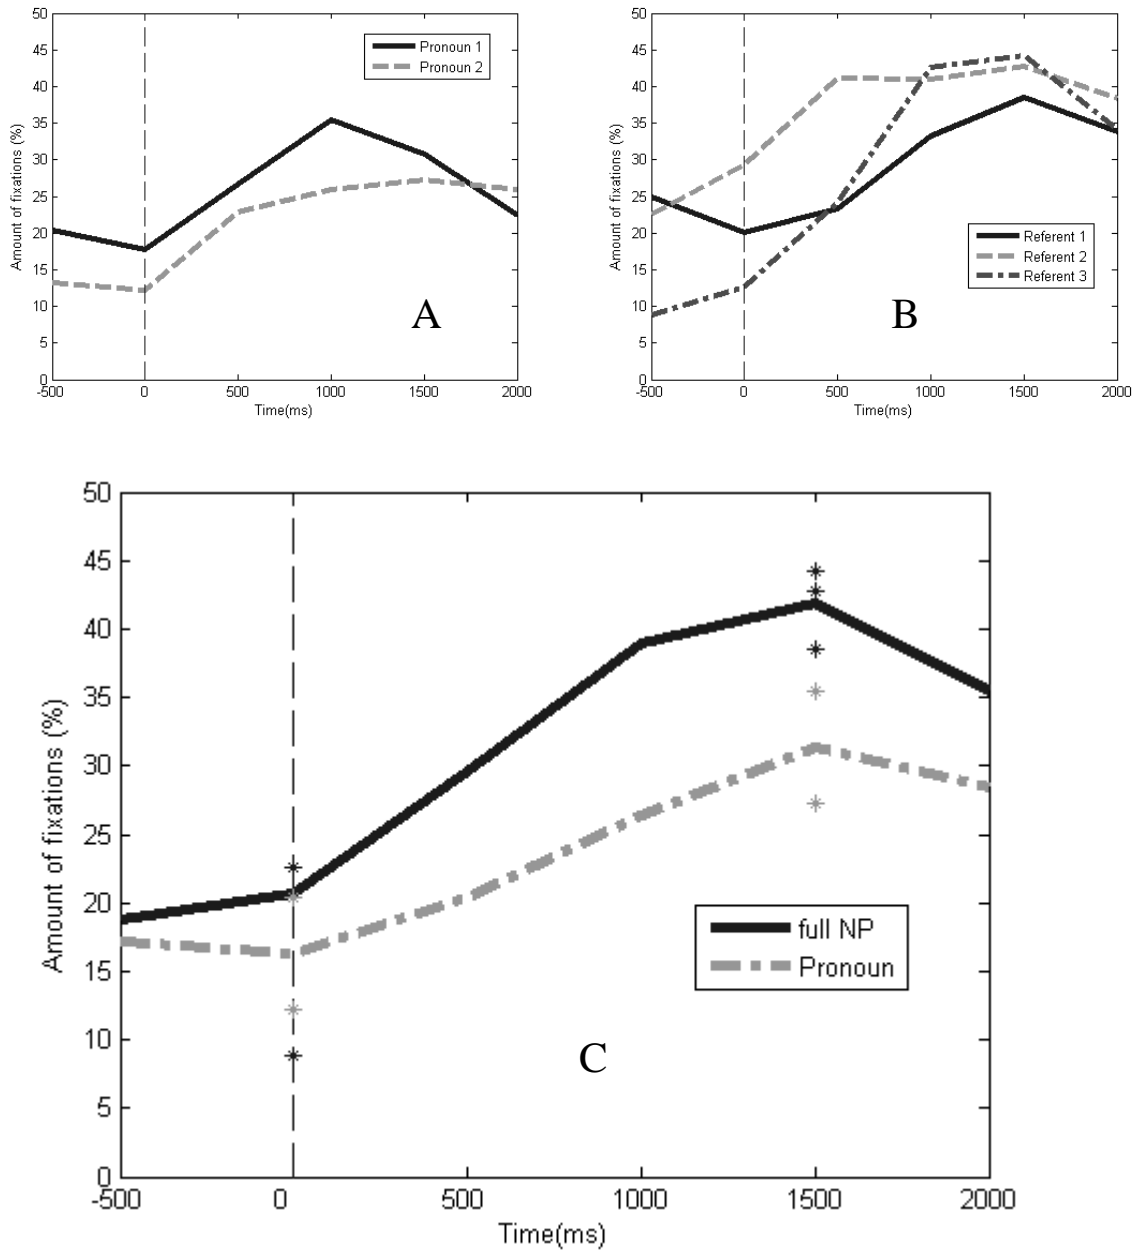 50
45
40
35
30
25
20
15
10
5
0
Amount of fixations (%)
-500 0 500 1000 1500 2000
Time(ms)
Pronoun 1
Pronoun 2
A
50
45
40
35
30
25
20
15
10
5
0
Amount of fixations (%)
-500 0 500 1000 1500 2000
Time(ms)
Referent 1
Referent 2
Referent 3
B
50
45
40
35
30
25
20
15
10
5
0
Amount of fixations (%)
-500 0 500 1000 1500 2000
Time(ms)
full NP
Pronoun
C